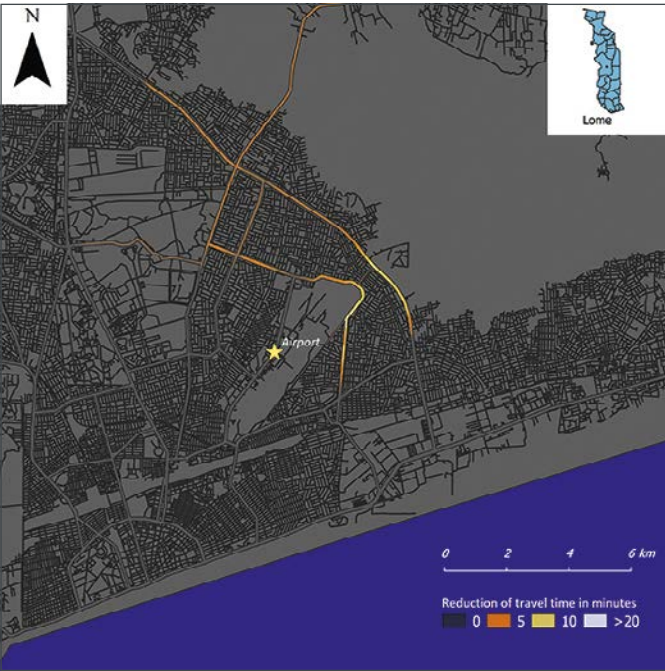 N
Lome
Airport
0 2 4 6 km
Reduction of travel time in minutes
0 5 10 >20